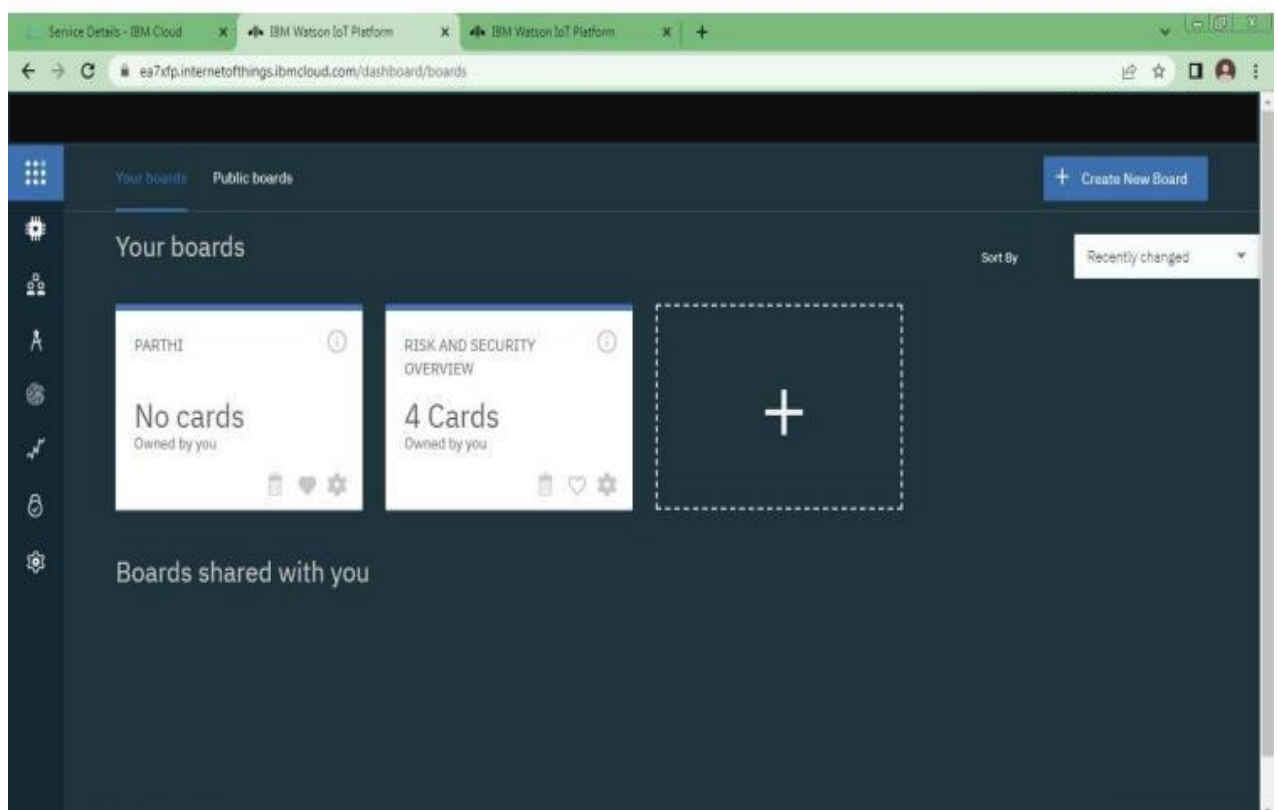 Service Details - IBM Cloud
IBM Watson IoT Platform
IBM Watson IoT Platform
ea7xfp.internetofthings.ibmcloud.com/dashboard/boards
Your boards
Public boards
+ Create New Board
Your boards
Sort By
Recently changed
PARTHI
No cards
Owned by you
RISK AND SECURITY
OVERVIEW
4 Cards
Owned by you
Boards shared with you